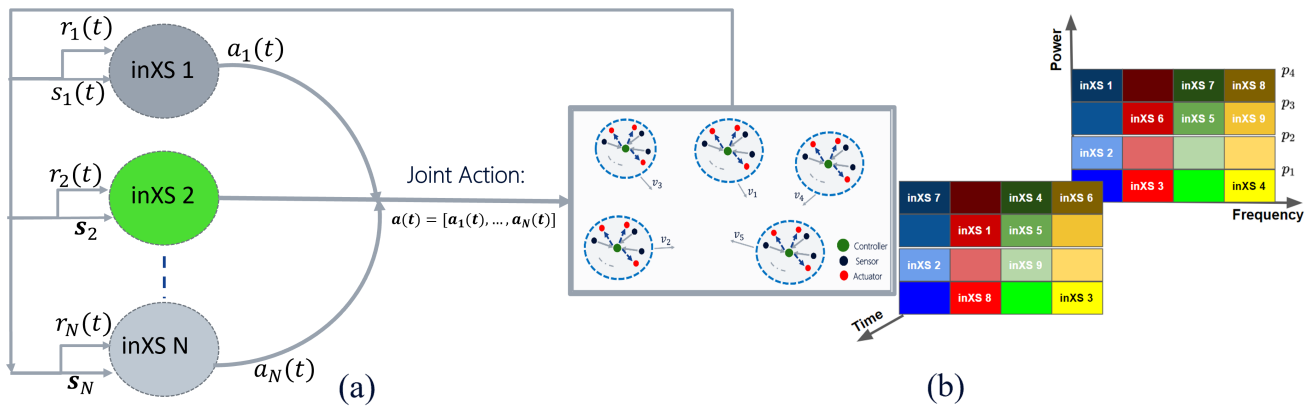 r₁(t)
s₁(t)
inXS 1
a₁(t)
r₂(t)
s₂
inXS 2
r_N(t)
s_N
inXS N
a_N(t)
(a)
Joint Action:
a(t) = [a₁(t), ..., a_N(t)]
v₃
v₁
v₄
v₂
v₅
Controller
Sensor
Actuator
Power
inXS 1 inXS 7 inXS 8 p₄
inXS 6 inXS 5 inXS 9 p₃
inXS 2 p₂
inXS 3 inXS 4 p₁
Frequency
inXS 7 inXS 4 inXS 6
inXS 1 inXS 5
inXS 2 inXS 9
inXS 8 inXS 3
Time
(b)